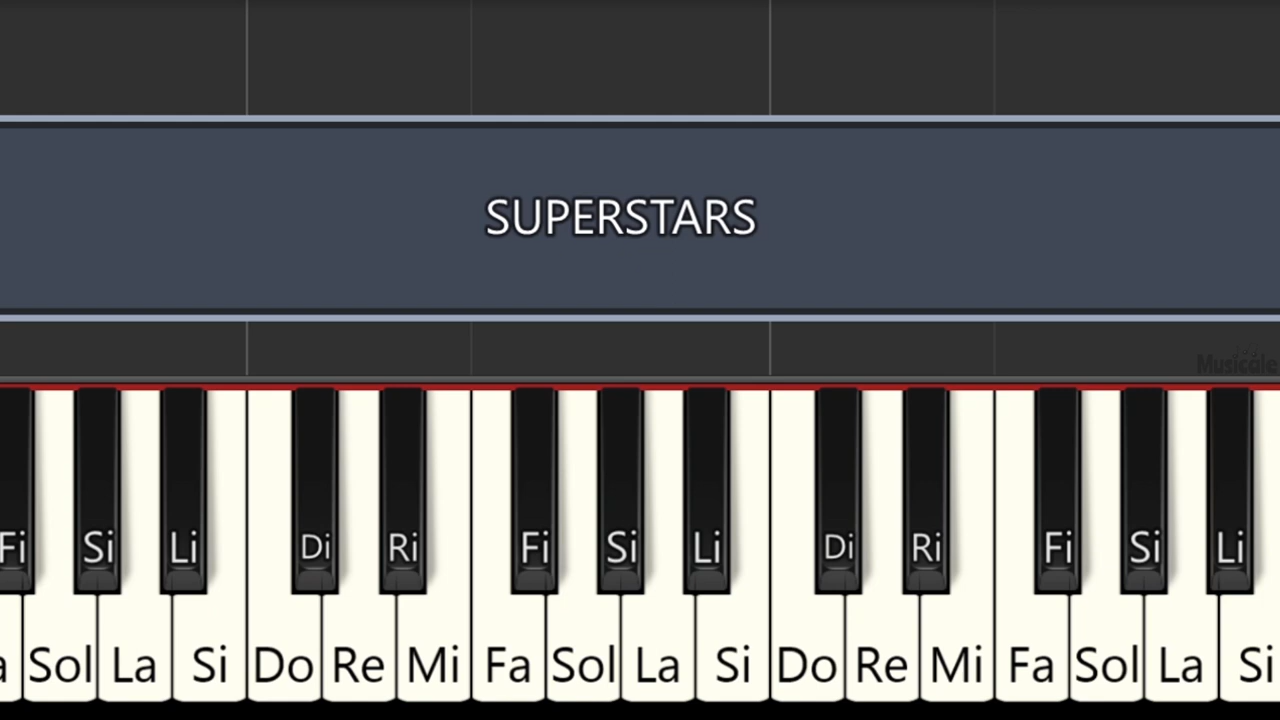 SUPERSTARS
Musicale
Fi Si Li Di Ri Fi Si Li Di Ri Fi Si Li
a Sol La Si Do Re Mi Fa Sol La Si Do Re Mi Fa Sol La Si